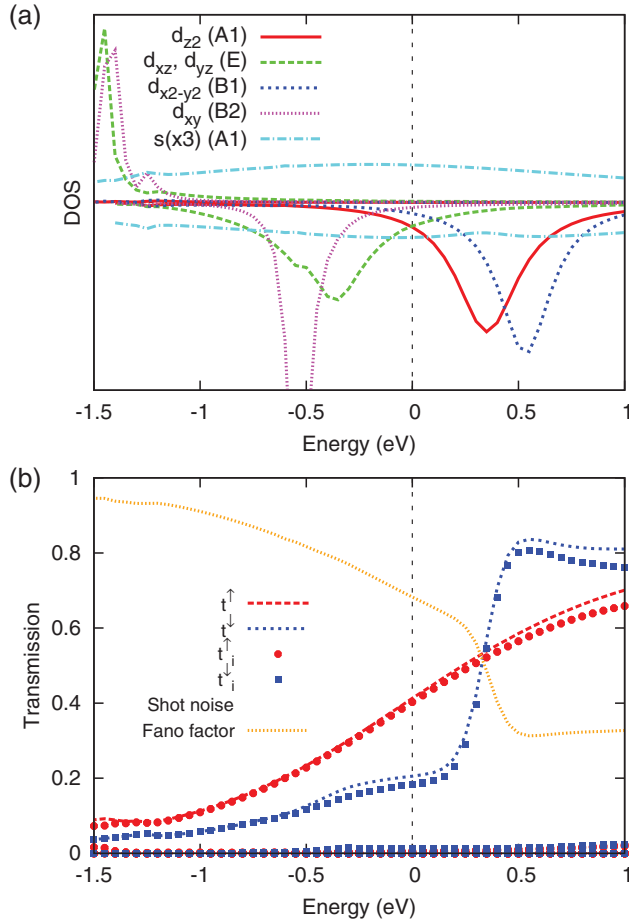 (a)
d_z2 (A1)
d_xz, d_yz (E)
d_x2-y2 (B1)
d_xy (B2)
s(x3) (A1)
DOS
-1.5 -1 -0.5 0 0.5 1
Energy (eV)
(b)
1
0.8
0.6
0.4
0.2
0
Transmission
t↑
t↓
t↑i
t↓i
Shot noise
Fano factor
-1.5 -1 -0.5 0 0.5 1
Energy (eV)